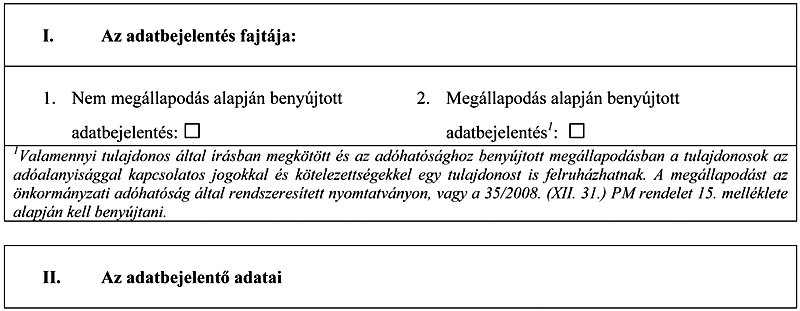 I. Az adatbejelentés fajtája:
1. Nem megállapodás alapján benyújtott 2. Megállapodás alapján benyújtott
adatbejelentés: ☐ adatbejelentés¹: ☐
¹Valamennyi tulajdonos által írásban megkötött és az adóhatósághoz benyújtott megállapodásban a tulajdonosok az
adóalanyisággal kapcsolatos jogokkal és kötelezettségekkel egy tulajdonost is felruházhatnak. A megállapodást az
önkormányzati adóhatóság által rendszeresített nyomtatványon, vagy a 35/2008. (XII. 31.) PM rendelet 15. melléklete
alapján kell benyújtani.
II. Az adatbejelentő adatai